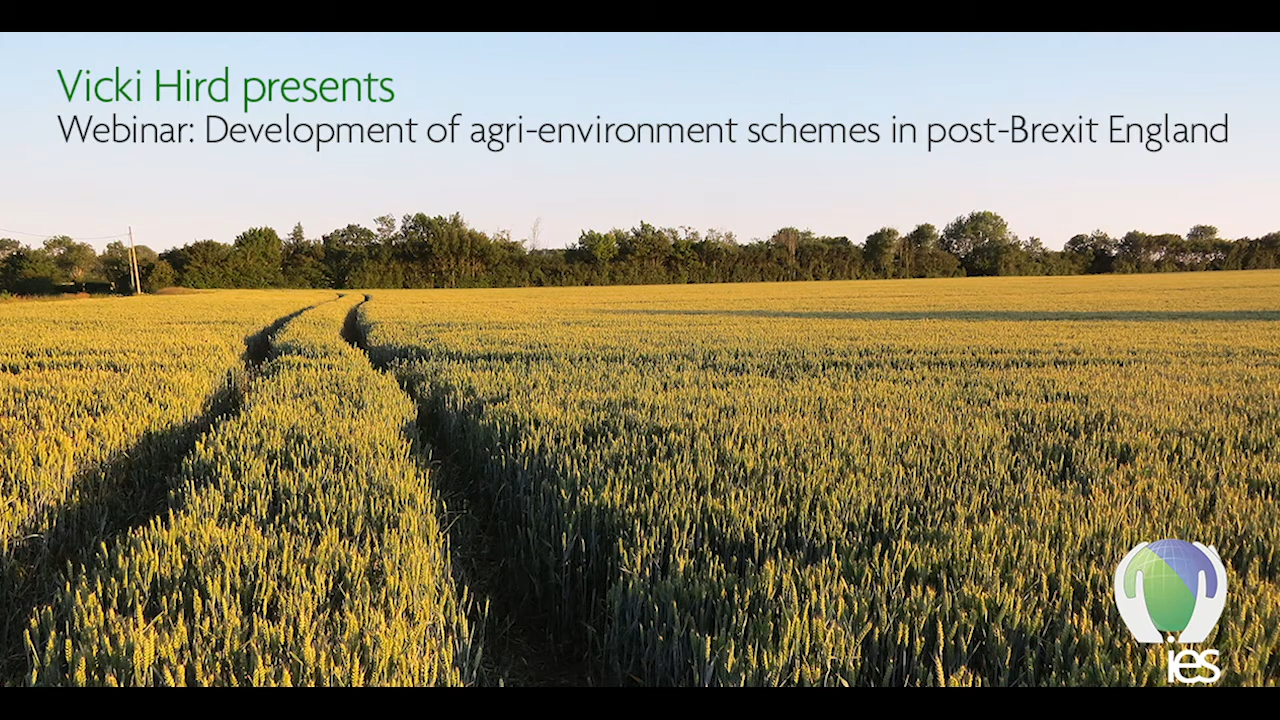 Vicki Hird presents
Webinar: Development of agri-environment schemes in post-Brexit England
ies